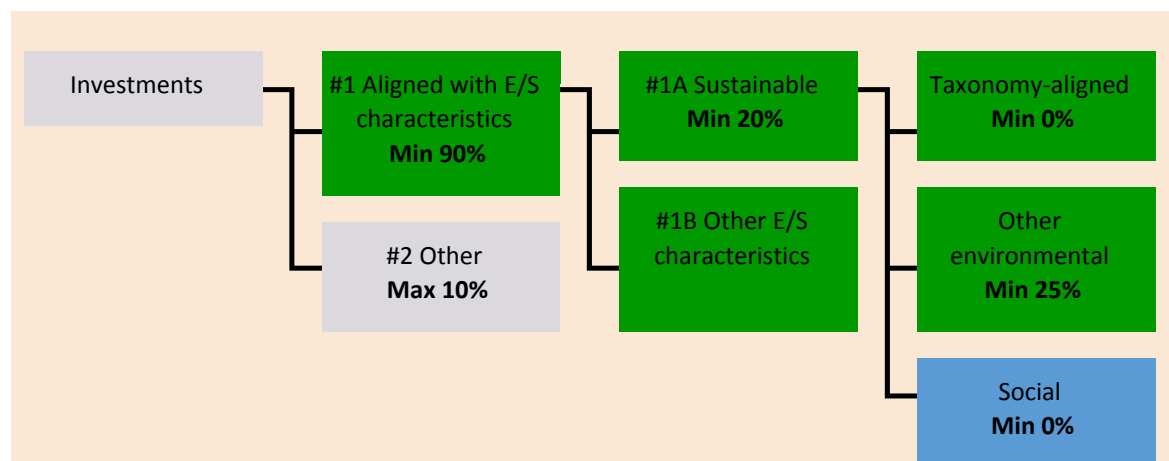 Investments
#1 Aligned with E/S
characteristics
Min 90%
#2 Other
Max 10%
#1A Sustainable
Min 20%
#1B Other E/S
characteristics
Taxonomy-aligned
Min 0%
Other
environmental
Min 25%
Social
Min 0%